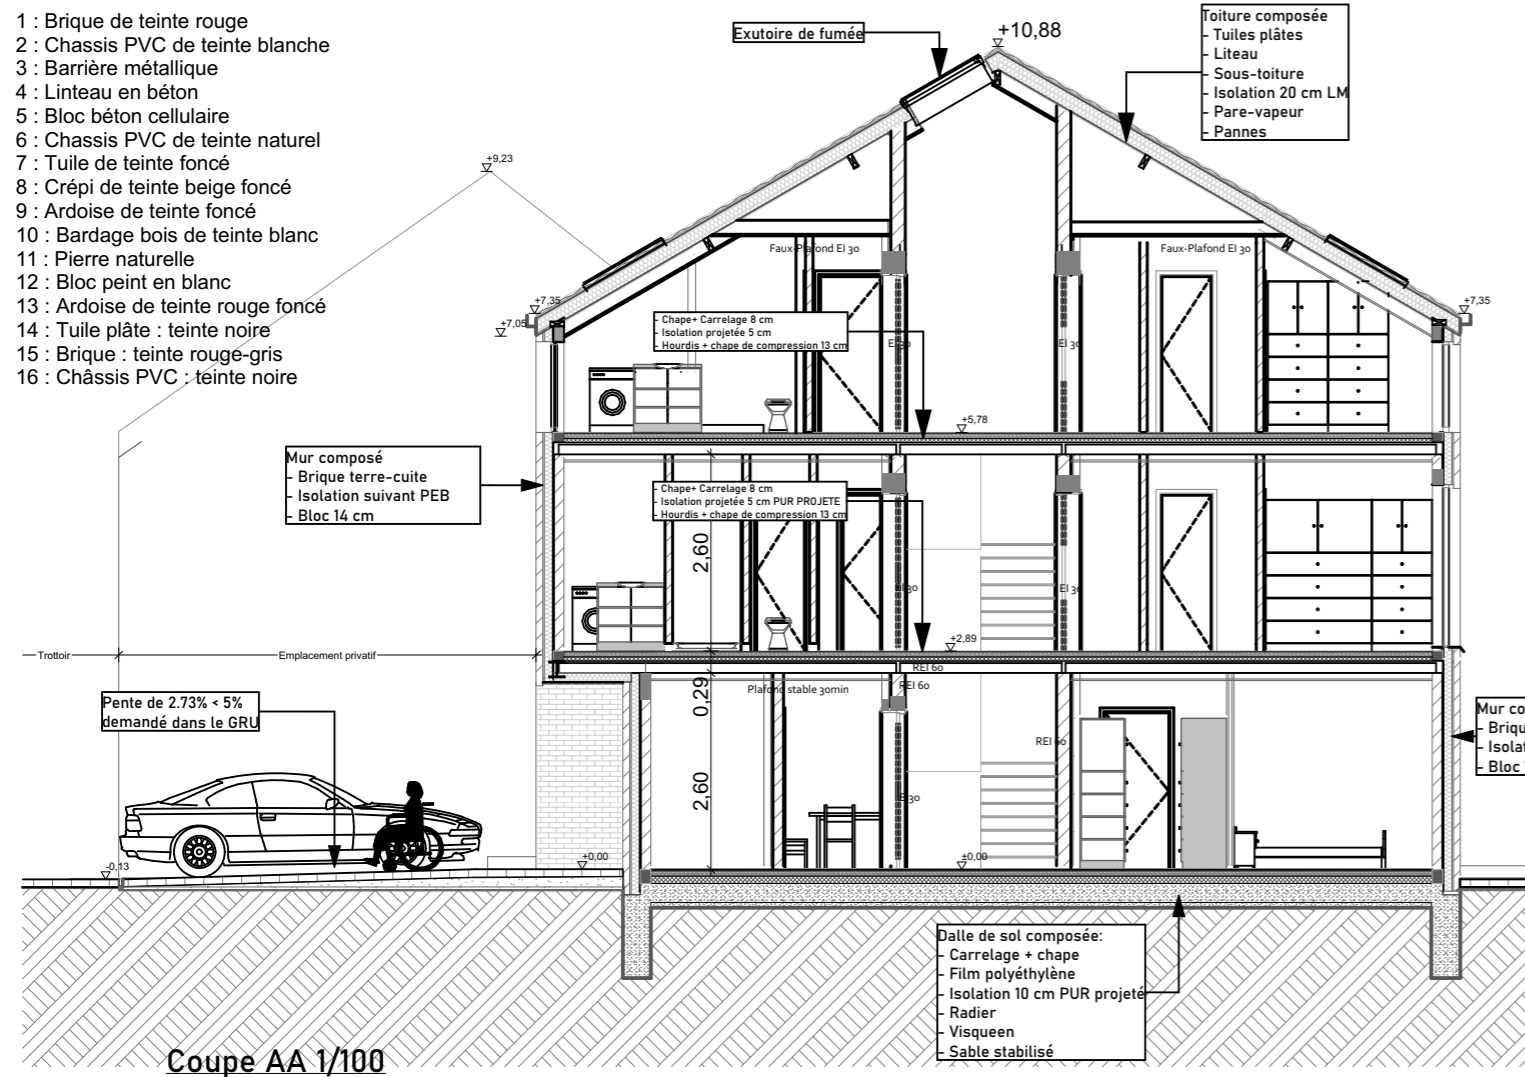 1 : Brique de teinte rouge
2 : Chassis PVC de teinte blanche
3 : Barrière métallique
4 : Linteau en béton
5 : Bloc béton cellulaire
6 : Chassis PVC de teinte naturel
7 : Tuile de teinte foncé
8 : Crépi de teinte beige foncé
9 : Ardoise de teinte foncé
10 : Bardage bois de teinte blanc
11 : Pierre naturelle
12 : Bloc peint en blanc
13 : Ardoise de teinte rouge foncé
14 : Tuile plâte : teinte noire
15 : Brique : teinte rouge-gris
16 : Châssis PVC : teinte noire
Exutoire de fumée
+10,88
Toiture composée
- Tuiles plâtes
- Liteau
- Sous-toiture
- Isolation 20 cm LM
- Pare-vapeur
- Pannes
+9,23
Faux-Plafond EI 30
Faux-Plafond EI 30
+7,35
+7,05
+7,35
- Chape+ Carrelage 8 cm
- Isolation projetée 5 cm
- Hourdis + chape de compression 13 cm
EI 30
EI 30
+5,78
Mur composé
- Brique terre-cuite
- Isolation suivant PEB
- Bloc 14 cm
- Chape+ Carrelage 8 cm
- Isolation projetée 5 cm PUR PROJETE
- Hourdis + chape de compression 13 cm
2,60
EI 30
EI 30
+2,89
Trottoir
Emplacement privatif
REI 60
REI 60
Plafond stable 30min
0,29
Pente de 2.73% < 5%
demandé dans le GRU
REI 60
Mur co
- Briqu
- Isolat
- Bloc
2,60
EI 30
-0,13
+0,00
±0,00
Dalle de sol composée:
- Carrelage + chape
- Film polyéthylène
- Isolation 10 cm PUR projeté
- Radier
- Visqueen
- Sable stabilisé
Coupe AA 1/100